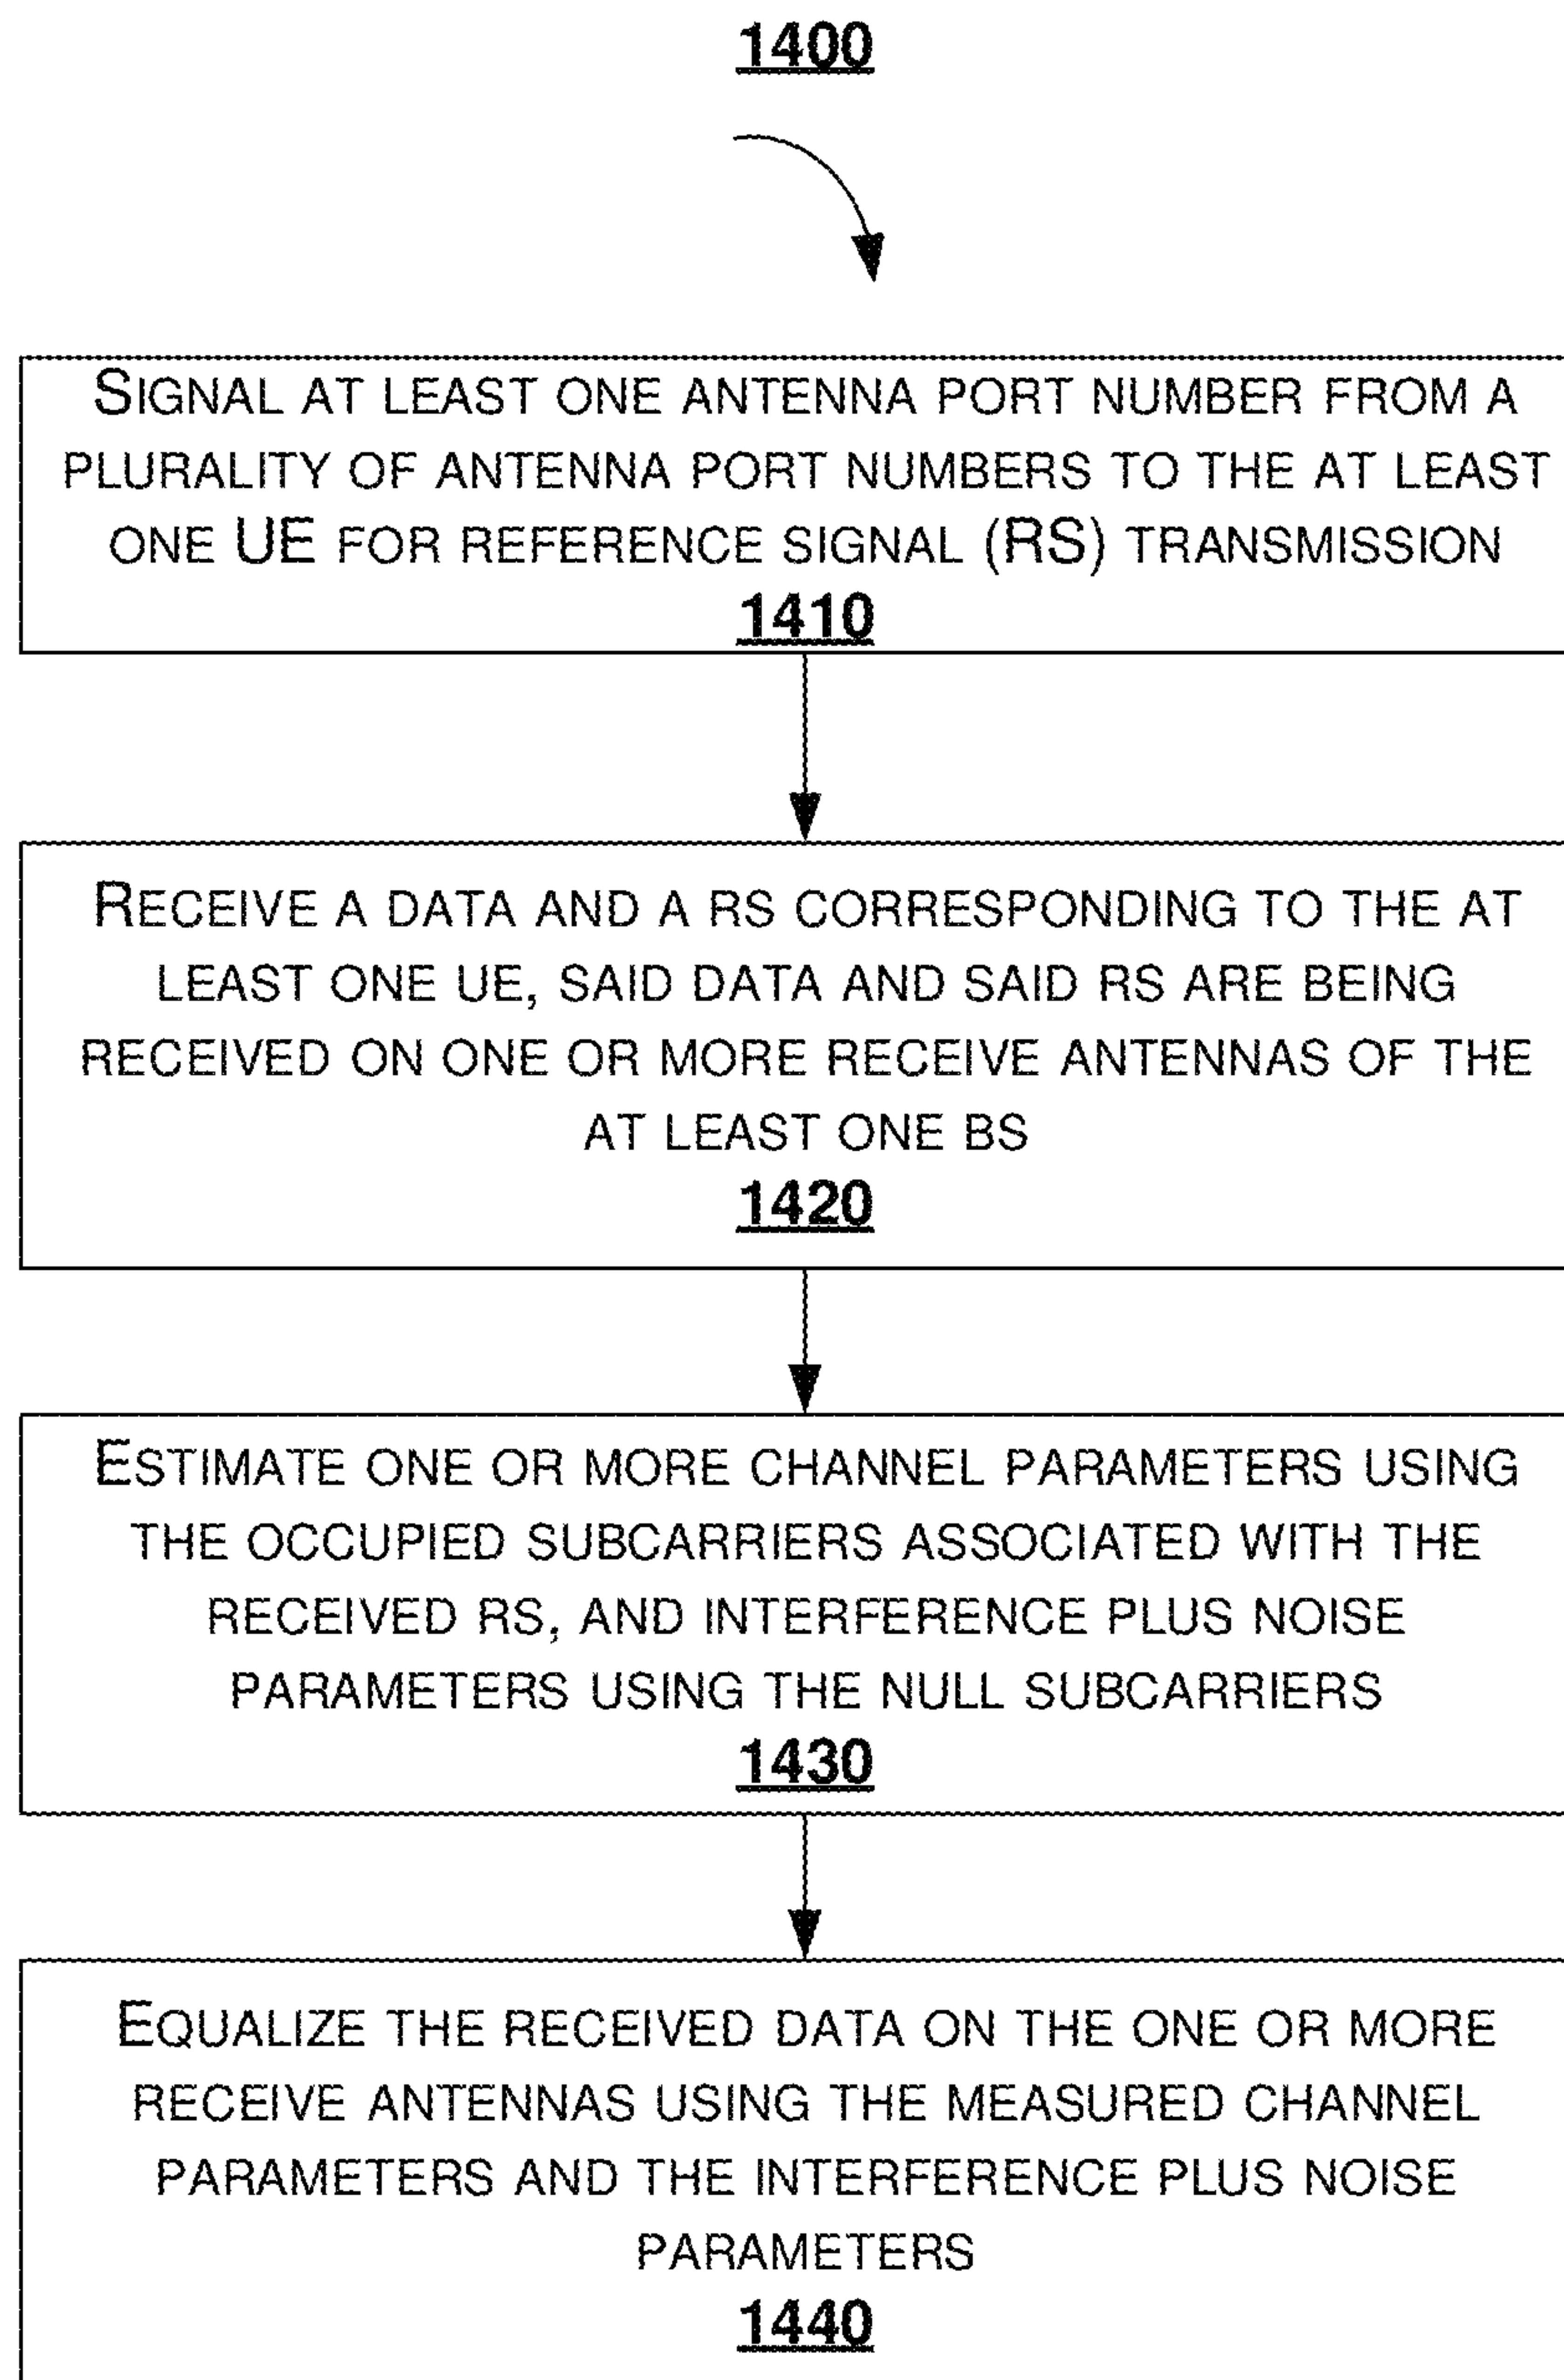 1400
SIGNAL AT LEAST ONE ANTENNA PORT NUMBER FROM A
PLURALITY OF ANTENNA PORT NUMBERS TO THE AT LEAST
ONE UE FOR REFERENCE SIGNAL (RS) TRANSMISSION
1410
RECEIVE A DATA AND A RS CORRESPONDING TO THE AT
LEAST ONE UE, SAID DATA AND SAID RS ARE BEING
RECEIVED ON ONE OR MORE RECEIVE ANTENNAS OF THE
AT LEAST ONE BS
1420
ESTIMATE ONE OR MORE CHANNEL PARAMETERS USING
THE OCCUPIED SUBCARRIERS ASSOCIATED WITH THE
RECEIVED RS, AND INTERFERENCE PLUS NOISE
PARAMETERS USING THE NULL SUBCARRIERS
1430
EQUALIZE THE RECEIVED DATA ON THE ONE OR MORE
RECEIVE ANTENNAS USING THE MEASURED CHANNEL
PARAMETERS AND THE INTERFERENCE PLUS NOISE
PARAMETERS
1440